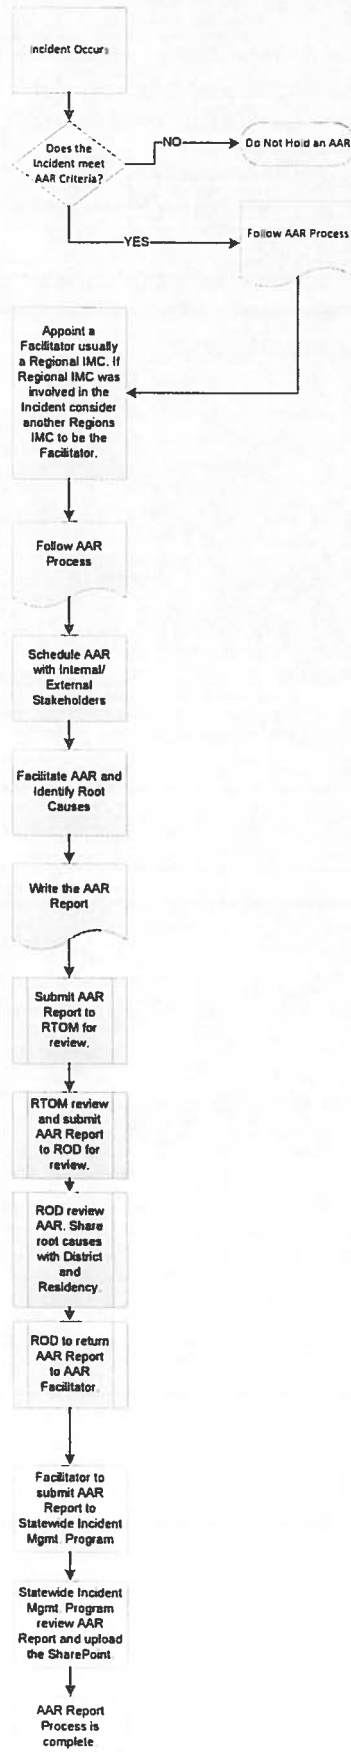 Incident Occurs
Does the
Incident meet
AAR Criteria?
NO
Do Not Hold an AAR
YES
Follow AAR Process
Appoint a
Facilitator usually
a Regional IMC. If
Regional IMC was
involved in the
Incident consider
another Regions
IMC to be the
Facilitator.
Follow AAR
Process
Schedule AAR
with Internal/
External
Stakeholders
Facilitate AAR and
Identify Root
Causes
Write the AAR
Report
Submit AAR
Report to
RTOM for
review.
RTOM review
and submit
AAR Report
to ROD for
review.
ROD review
AAR. Share
root causes
with District
and
Residency.
ROD to return
AAR Report
to AAR
Facilitator.
Facilitator to
submit AAR
Report to
Statewide Incident
Mgmt. Program
Statewide Incident
Mgmt. Program
review AAR
Report and upload
the SharePoint.
AAR Report
Process is
complete